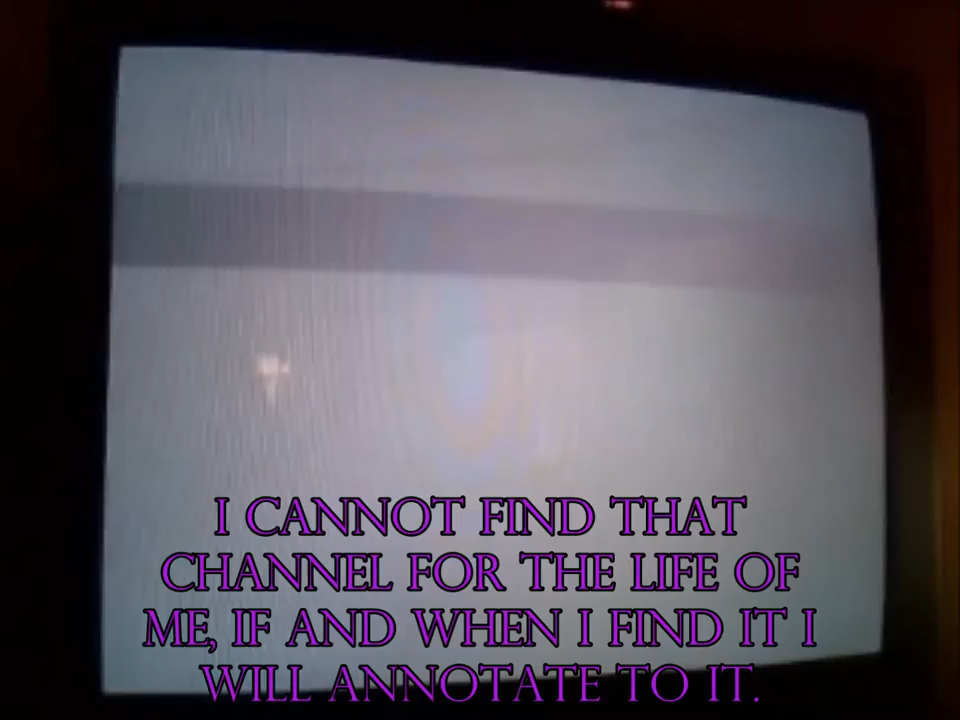 I CANNOT FIND THAT
CHANNEL FOR THE LIFE OF
ME, IF AND WHEN I FIND IT I
WILL ANNOTATE TO IT.